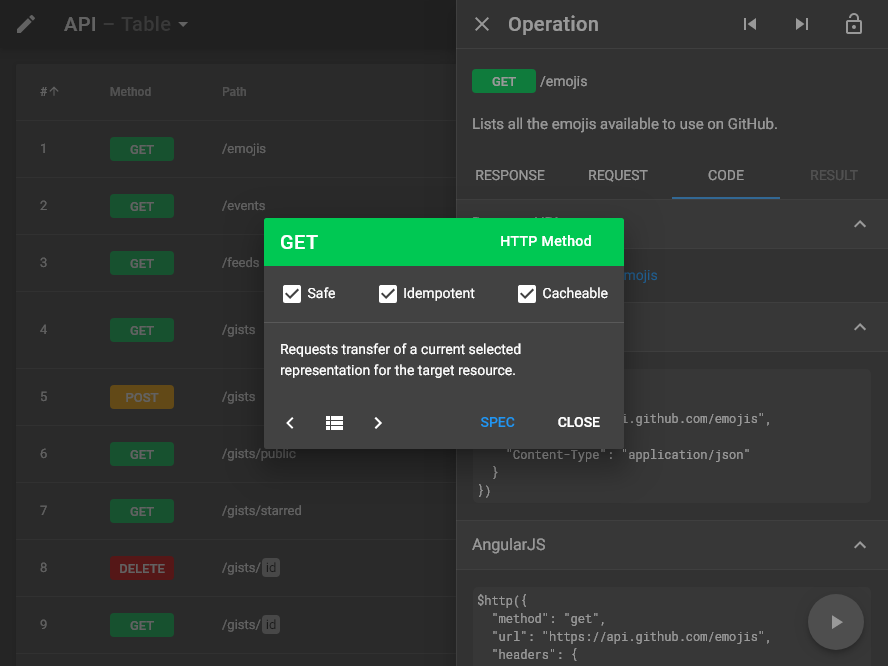 API – Table
# Method Path
1 GET /emojis
2 GET /events
3 GET /feeds
4 GET /gists
5 POST /gists
6 GET /gists/public
7 GET /gists/starred
8 DELETE /gists/ id
9 GET /gists/ id
Operation
GET /emojis
Lists all the emojis available to use on GitHub.
RESPONSE REQUEST CODE RESULT
mojis
i.github.com/emojis",
"Content-Type": "application/json"
}
})
AngularJS
$http({
"method": "get",
"url": "https://api.github.com/emojis",
"headers": {
GET HTTP Method
Safe Idempotent Cacheable
Requests transfer of a current selected
representation for the target resource.
SPEC CLOSE